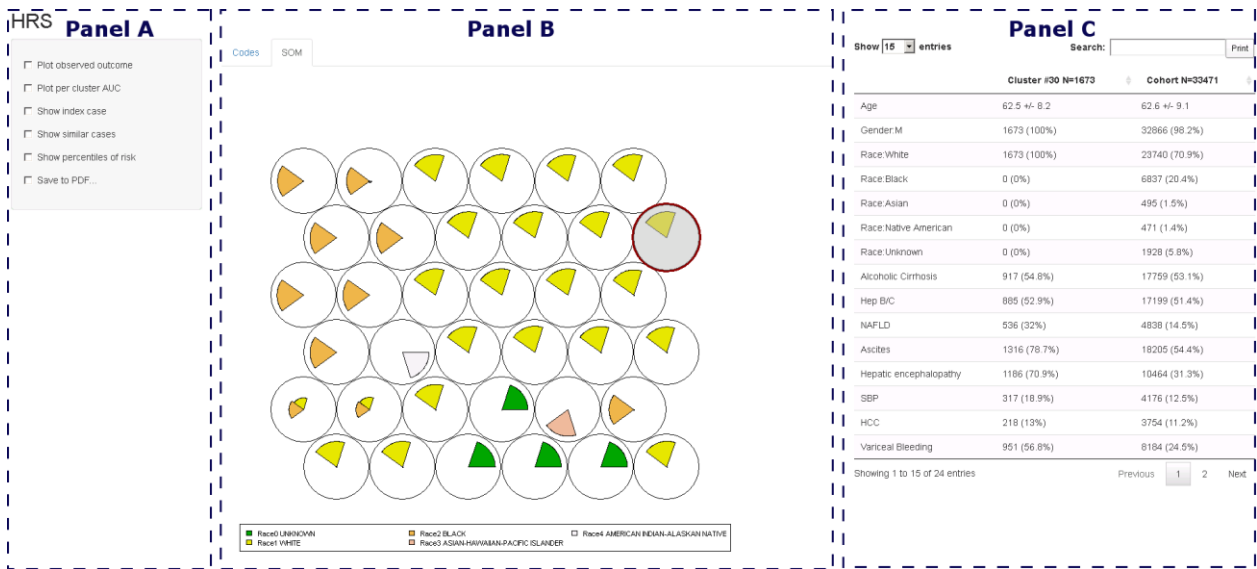 HRS
Panel A
Plot observed outcome
Plot per cluster AUC
Show index case
Show similar cases
Show percentiles of risk
Save to PDF...
Panel B
Codes SOM
Race0 UNKNOWN Race2 BLACK Race4 AMERICAN INDIAN-ALASKAN NATIVE
Race1 WHITE Race3 ASIAN-HAWAIIAN-PACIFIC ISLANDER
Panel C
Show 15 entries Search: Print
Cluster #30 N=1673 Cohort N=33471
Age 62.5 +/- 8.2 62.6 +/- 9.1
Gender:M 1673 (100%) 32866 (98.2%)
Race:White 1673 (100%) 23740 (70.9%)
Race:Black 0 (0%) 6837 (20.4%)
Race:Asian 0 (0%) 495 (1.5%)
Race:Native American 0 (0%) 471 (1.4%)
Race:Unknown 0 (0%) 1928 (5.8%)
Alcoholic Cirrhosis 917 (54.8%) 17759 (53.1%)
Hep B/C 885 (52.9%) 17199 (51.4%)
NAFLD 536 (32%) 4838 (14.5%)
Ascites 1316 (78.7%) 18205 (54.4%)
Hepatic encephalopathy 1186 (70.9%) 10464 (31.3%)
SBP 317 (18.9%) 4176 (12.5%)
HCC 218 (13%) 3754 (11.2%)
Variceal Bleeding 951 (56.8%) 8184 (24.5%)
Showing 1 to 15 of 24 entries Previous 1 2 Next